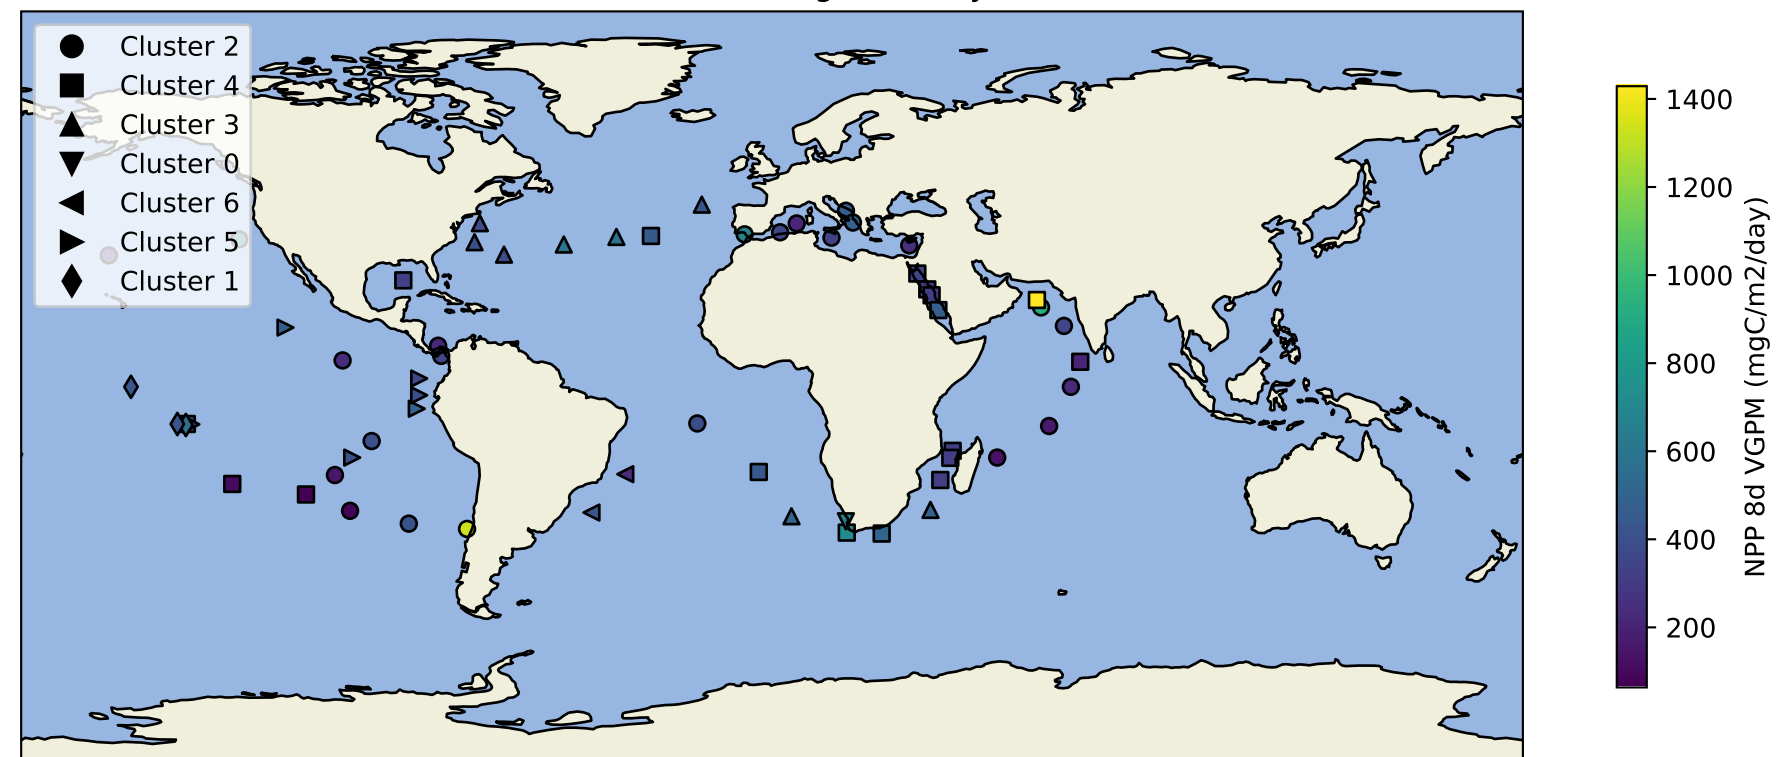 Cluster 2
Cluster 4
Cluster 3
Cluster 0
Cluster 6
Cluster 5
Cluster 1
1400
1200
1000
800
600
400
200
NPP 8d VGPM (mgC/m2/day)